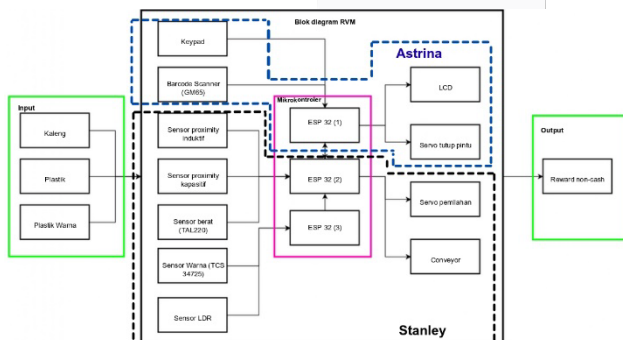 Blok diagram RVM
Keypad
Astrina
Barcode Scanner
(GM65)
LCD
Input
Mikrokontroler
Output
Kaleng
Sensor proximity
induktif
ESP 32 (1)
Servo tutup pintu
Plastik
Sensor proximity
kapasitif
ESP 32 (2)
Reward non-cash
Servo pemilahan
Plastik Warna
Sensor berat
(TAL220)
ESP 32 (3)
Conveyor
Sensor Warna (TCS
34725)
Sensor LDR
Stanley